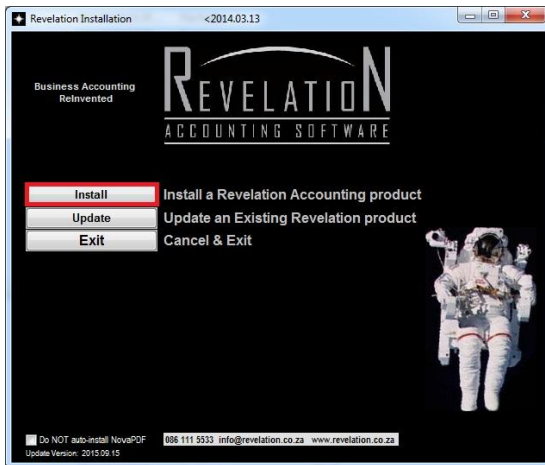 Revelation Installation <2014.03.13
Business Accounting
ReInvented
REVELATION
ACCOUNTING SOFTWARE
Install Install a Revelation Accounting product
Update Update an Existing Revelation product
Exit Cancel & Exit
Do NOT auto-install NovaPDF 086 111 5533 info@revelation.co.za www.revelation.co.za
Update Version: 2015.09.15